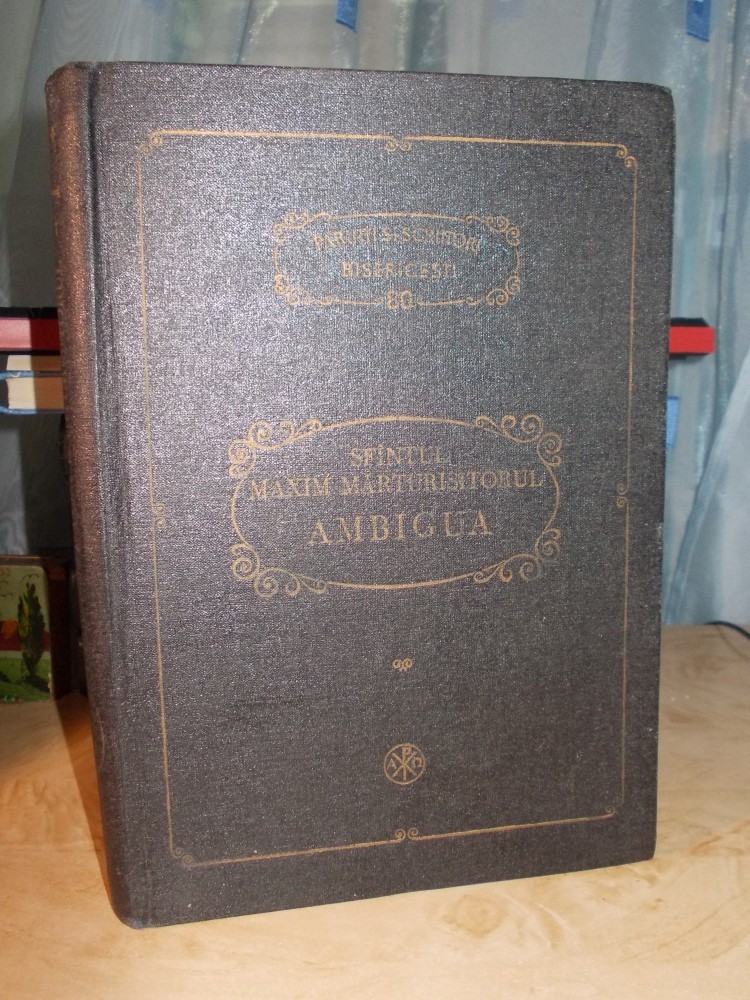 PĂRINȚI ȘI SCRIITORI
BISERICEȘTI
80
SFÎNTUL
MAXIM MĂRTURISITORUL
AMBIGUA
A P Ω